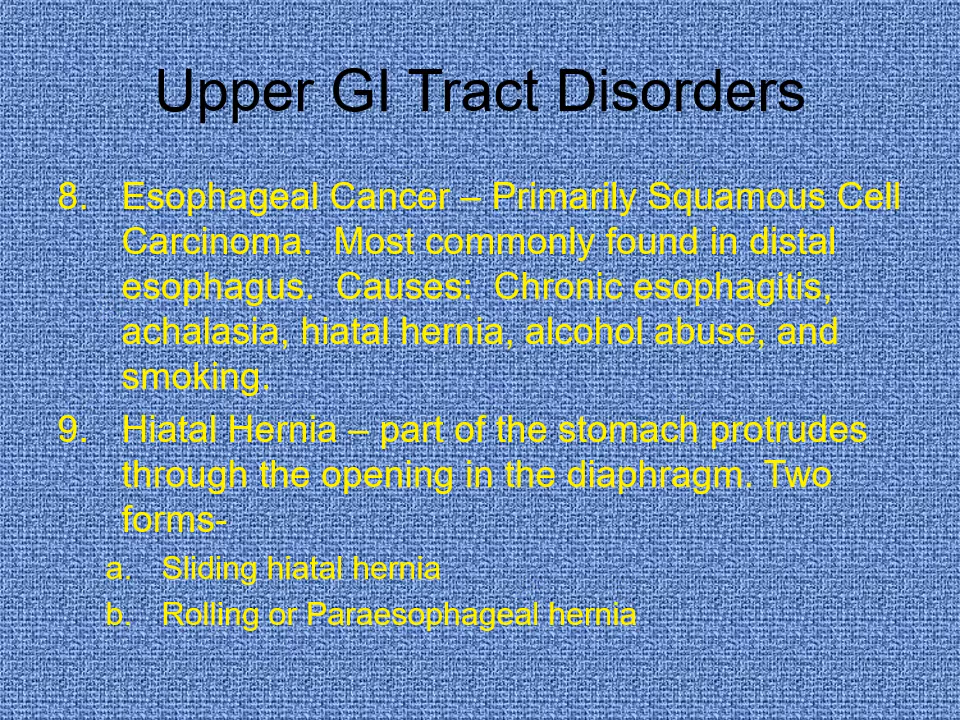 Upper GI Tract Disorders
8. Esophageal Cancer – Primarily Squamous Cell
Carcinoma.  Most commonly found in distal
esophagus.  Causes:  Chronic esophagitis,
achalasia, hiatal hernia, alcohol abuse, and
smoking.
9. Hiatal Hernia – part of the stomach protrudes
through the opening in the diaphragm. Two
forms-
a. Sliding hiatal hernia
b. Rolling or Paraesophageal hernia